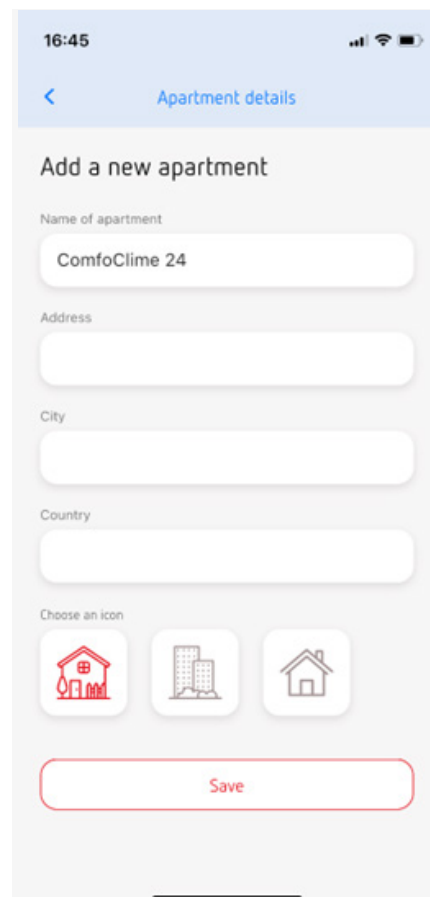 16:45
Apartment details
Add a new apartment
Name of apartment
ComfoClime 24
Address
City
Country
Choose an icon
Save